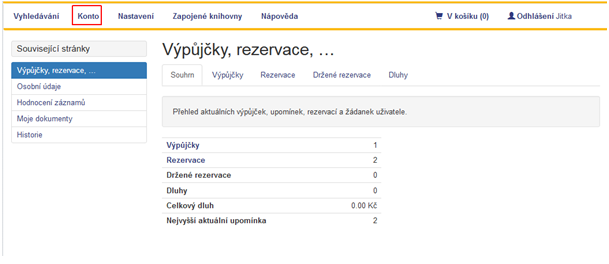 Vyhledávání Konto Nastavení Zapojené knihovny Nápověda V košíku (0) Odhlášení Jitka
Související stránky
Výpůjčky, rezervace, …
Osobní údaje
Hodnocení záznamů
Moje dokumenty
Historie
Výpůjčky, rezervace, …
Souhrn Výpůjčky Rezervace Držené rezervace Dluhy
Přehled aktuálních výpůjček, upomínek, rezervací a žádanek uživatele.
Výpůjčky 1
Rezervace 2
Držené rezervace 0
Dluhy 0
Celkový dluh 0.00 Kč
Nejvyšší aktuální upomínka 2